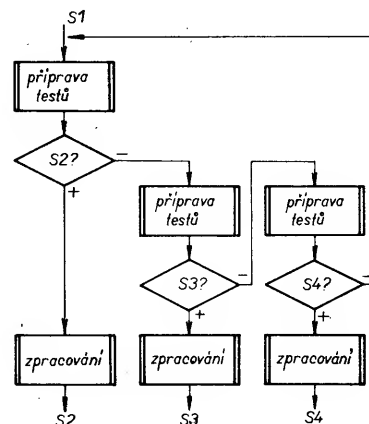 S1
příprava
testů
S2?
–
+
příprava
testů
S3?
–
+
příprava
testů
S4?
–
+
zpracování
zpracování
zpracování
S2
S3
S4